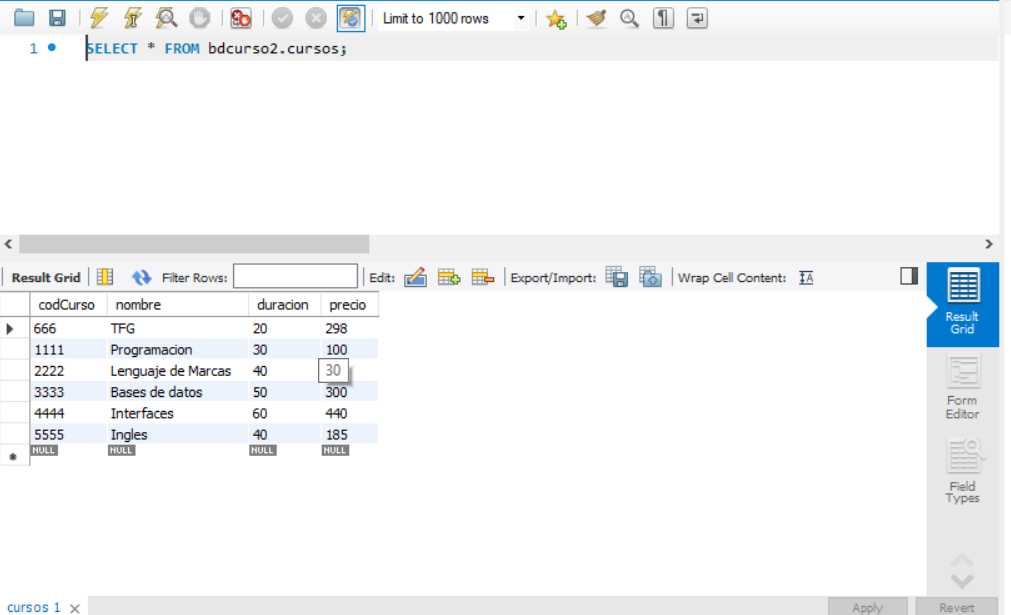 Limit to 1000 rows
1 SELECT * FROM bdcurso2.cursos;
Result Grid Filter Rows: Edit: Export/Import: Wrap Cell Content:
codCurso nombre duracion precio
666 TFG 20 298
1111 Programacion 30 100
2222 Lenguaje de Marcas 40 30
3333 Bases de datos 50 300
4444 Interfaces 60 440
5555 Ingles 40 185
NULL NULL NULL NULL
Result
Grid
Form
Editor
Field
Types
cursos 1
Apply Revert